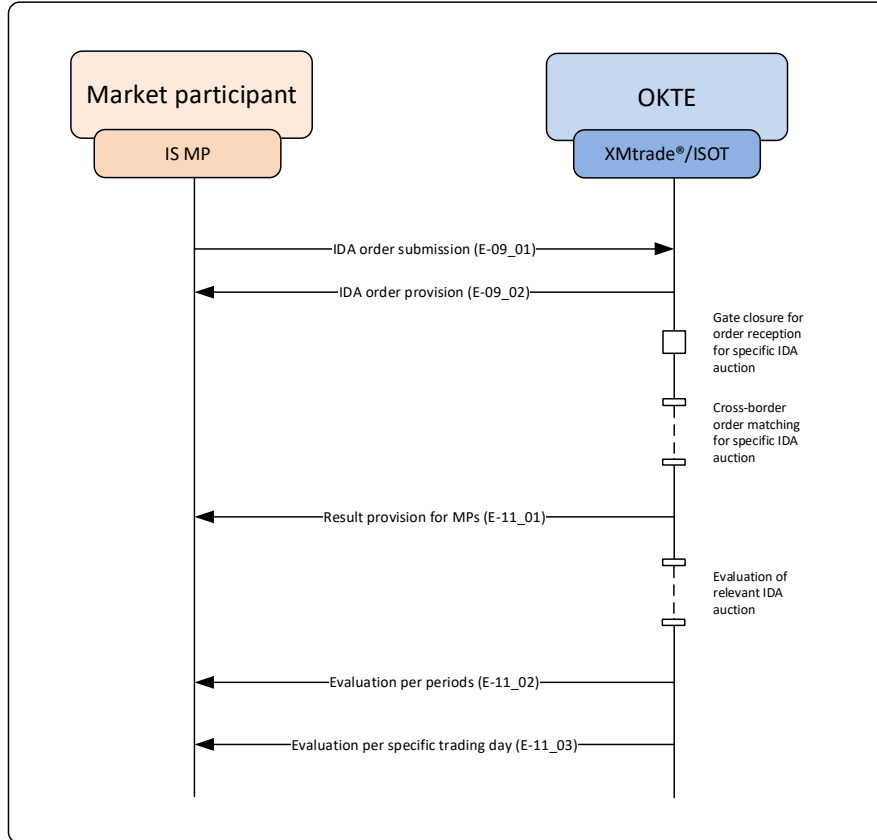 Market participant
OKTE
IS MP
XMtrade®/ISOT
IDA order submission (E-09_01)
IDA order provision (E-09_02)
Gate closure for
order reception
for specific IDA
auction
Cross-border
order matching
for specific IDA
auction
Result provision for MPs (E-11_01)
Evaluation of
relevant IDA
auction
Evaluation per periods (E-11_02)
Evaluation per specific trading day (E-11_03)